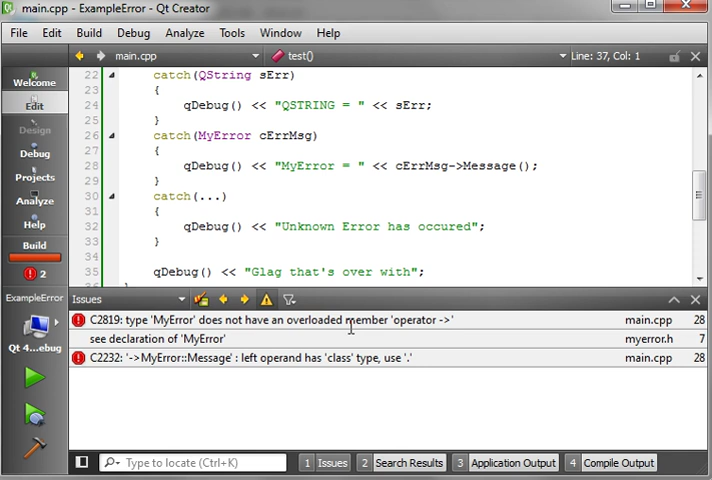 main.cpp - ExampleError - Qt Creator
File Edit Build Debug Analyze Tools Window Help
main.cpp test() Line: 37, Col: 1
Welcome
Edit
Design
Debug
Projects
Analyze
Help
Build
2
ExampleError
Qt 4...ebug
22 catch(QString sErr)
23 {
24 qDebug() << "QSTRING = " << sErr;
25 }
26 catch(MyError cErrMsg)
27 {
28 qDebug() << "MyError = " << cErrMsg->Message();
29 }
30 catch(...)
31 {
32 qDebug() << "Unknown Error has occured";
33 }
34
35 qDebug() << "Glag that's over with";
Issues
C2819: type 'MyError' does not have an overloaded member 'operator ->' main.cpp 28
see declaration of 'MyError' myerror.h 7
C2232: '->MyError::Message' : left operand has 'class' type, use '.' main.cpp 28
Type to locate (Ctrl+K) 1 Issues 2 Search Results 3 Application Output 4 Compile Output